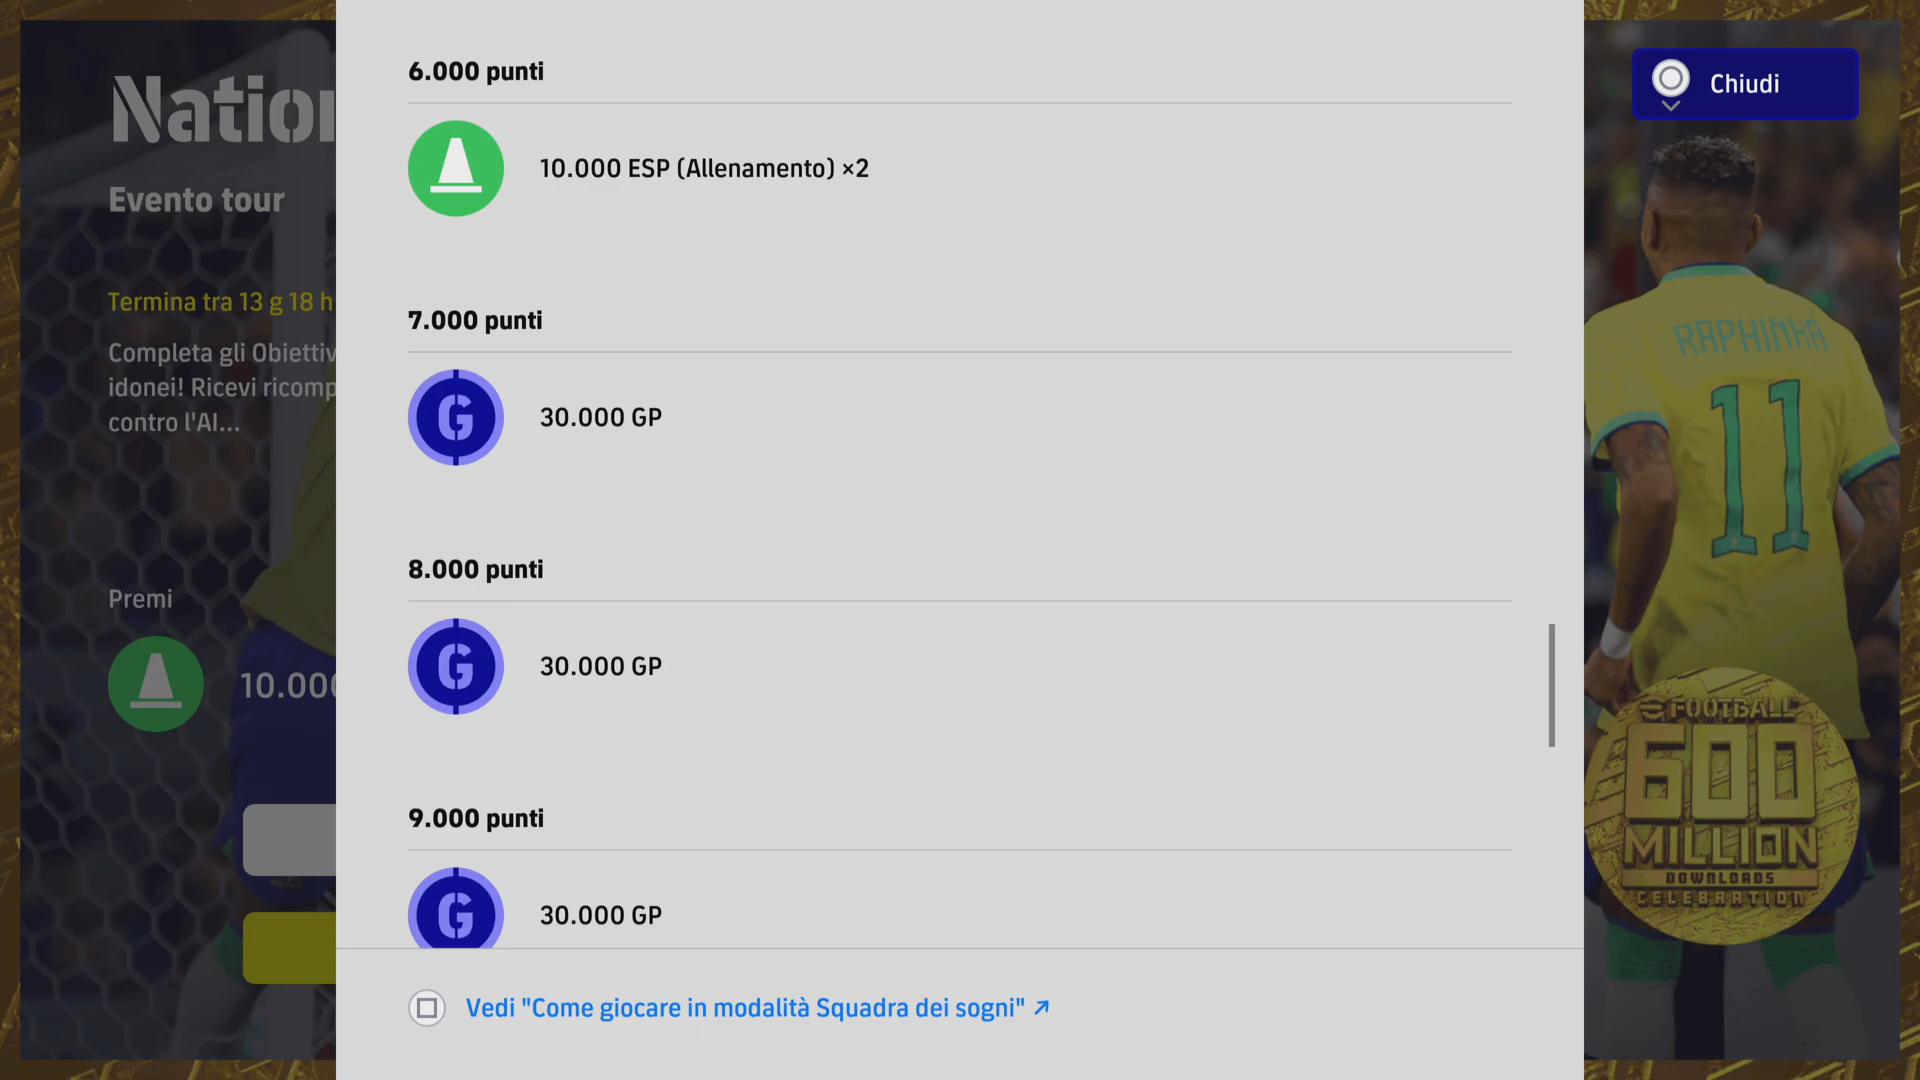 6.000 punti
10.000 ESP (Allenamento) ×2
7.000 punti
30.000 GP
8.000 punti
30.000 GP
9.000 punti
30.000 GP
Vedi "Come giocare in modalità Squadra dei sogni" ↗
Chiudi
Nation
Evento tour
Termina tra 13 g 18 h
Completa gli Obiettiv
idonei! Ricevi ricomp
contro l'AI...
Premi
10.000
RAPHINHA
11
eFOOTBALL
600
MILLION
DOWNLOADS
CELEBRATION